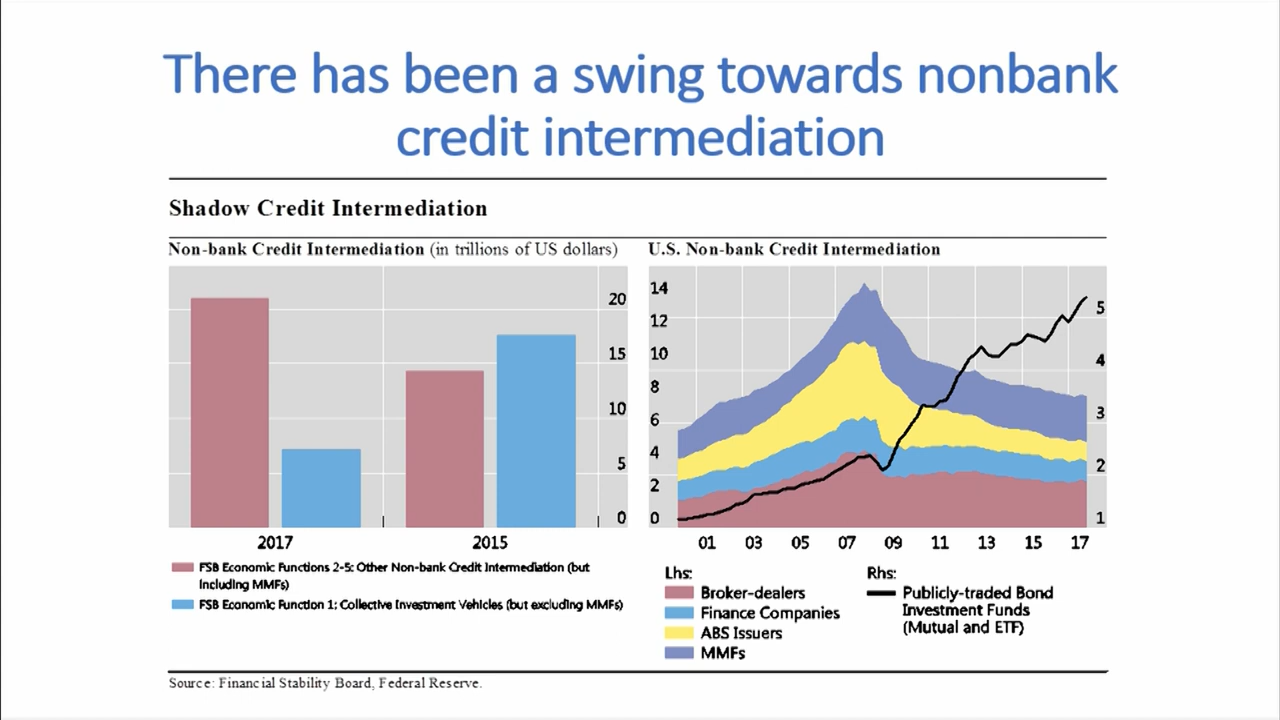 There has been a swing towards nonbank
credit intermediation
Shadow Credit Intermediation
Non-bank Credit Intermediation (in trillions of US dollars)
20
15
10
5
0
2017
2015
FSB Economic Functions 2-5: Other Non-bank Credit Intermediation (but
including MMFs)
FSB Economic Function 1: Collective Investment Vehicles (but excluding MMFs)
U.S. Non-bank Credit Intermediation
14
12
10
8
6
4
2
0
5
4
3
2
1
01 03 05 07 09 11 13 15 17
Lhs:
Broker-dealers
Finance Companies
ABS Issuers
MMFs
Rhs:
Publicly-traded Bond
Investment Funds
(Mutual and ETF)
Source: Financial Stability Board, Federal Reserve.